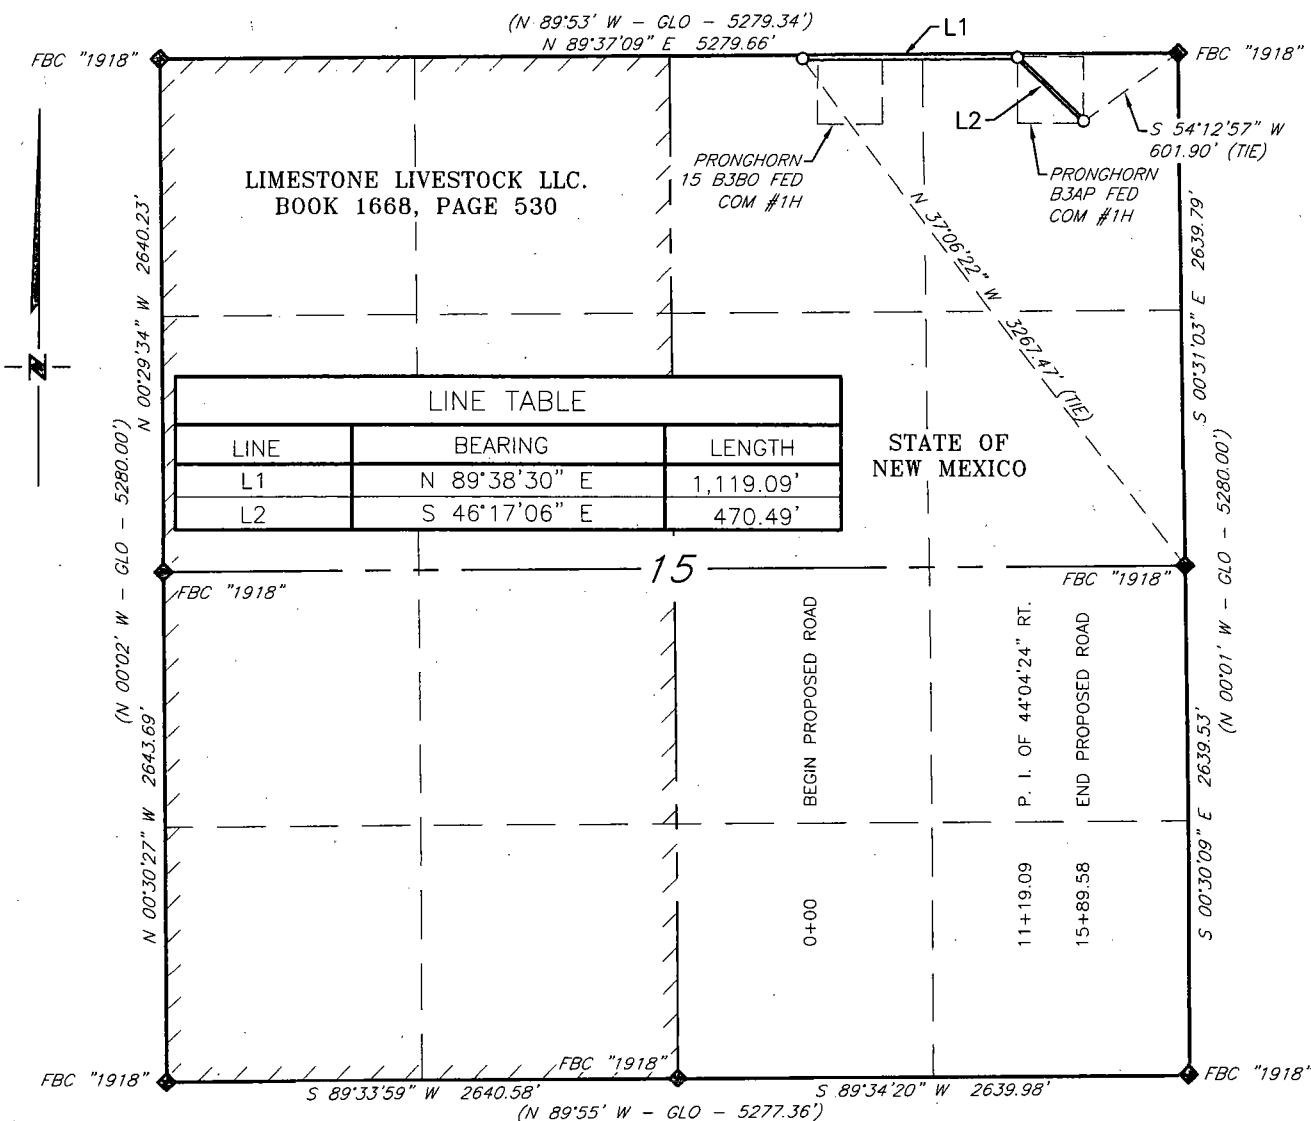 (N 89°53' W - GLO - 5279.34')
N 89°37'09" E 5279.66'
L1
FBC "1918"
FBC "1918"
L2
S 54°12'57" W
601.90' (TIE)
PRONGHORN
15 B3BO FED
COM #1H
PRONGHORN
B3AP FED
COM #1H
LIMESTONE LIVESTOCK LLC.
BOOK 1668, PAGE 530
N 00°29'34" W 2640.23'
N 37°06'22" W 3267.47' (TIE)
S 00°31'03" E 2639.79'
N
LINE TABLE
LINE BEARING LENGTH
L1 N 89°38'30" E 1,119.09'
L2 S 46°17'06" E 470.49'
STATE OF
NEW MEXICO
(N 00°02' W - GLO - 5280.00')
(N 00°01' W - GLO - 5280.00')
15
FBC "1918"
FBC "1918"
0+00 BEGIN PROPOSED ROAD
11+19.09 P. I. OF 44°04'24" RT.
15+89.58 END PROPOSED ROAD
N 00°30'27" W 2643.69'
S 00°30'09" E 2639.53'
FBC "1918"
FBC "1918"
FBC "1918"
S 89°33'59" W 2640.58'
S 89°34'20" W 2639.98'
(N 89°55' W - GLO - 5277.36')